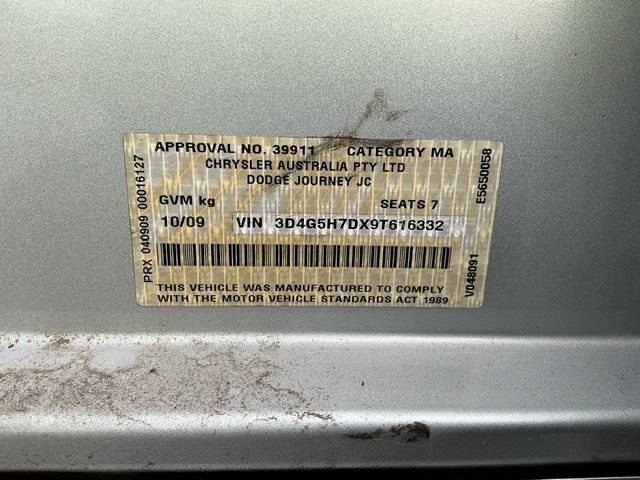 APPROVAL NO. 39911 CATEGORY MA
CHRYSLER AUSTRALIA PTY LTD
DODGE JOURNEY JC
GVM kg SEATS 7
10/09 VIN 3D4G5H7DX9T616332
THIS VEHICLE WAS MANUFACTURED TO COMPLY
WITH THE MOTOR VEHICLE STANDARDS ACT 1989
PRX 040909 00016127
E5650058
V048091